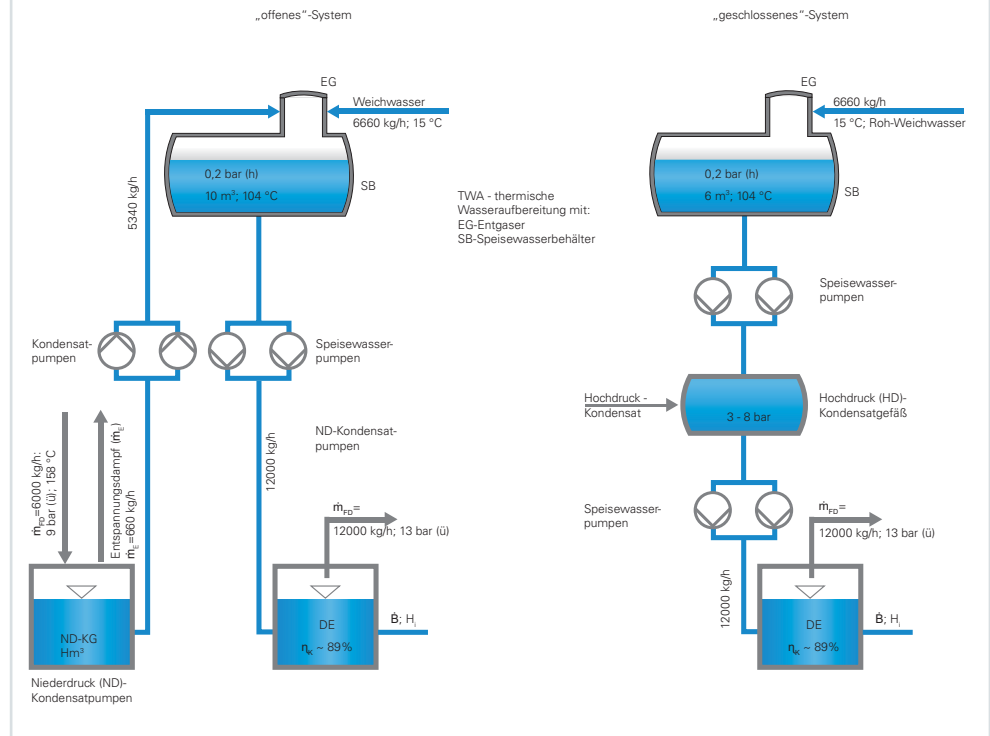 „offenes”-System
„geschlossenes”-System
EG
Weichwasser
6660 kg/h; 15 °C
0,2 bar (h)
10 m³; 104 °C
SB
5340 kg/h
TWA - thermische
Wasseraufbereitung mit:
EG-Entgaser
SB-Speisewasserbehälter
EG
6660 kg/h
15 °C; Roh-Weichwasser
0,2 bar (h)
6 m³; 104 °C
SB
Kondensat-
pumpen
Speisewasser-
pumpen
Speisewasser-
pumpen
Hochdruck -
Kondensat
3 - 8 bar
Hochdruck (HD)-
Kondensatgefäß
ND-Kondensat-
pumpen
12000 kg/h
ṁFD=6000 kg/h:
9 bar (ü); 158 °C
Entspannungsdampf (ṁE)
ṁE=660 kg/h
ṁFD=
12000 kg/h; 13 bar (ü)
Speisewasser-
pumpen
ṁFD=
12000 kg/h; 13 bar (ü)
12000 kg/h
ND-KG
Hm³
DE
ηK ~ 89%
Ḃ; Hi
DE
ηK ~ 89%
Ḃ; Hi
Niederdruck (ND)-
Kondensatpumpen